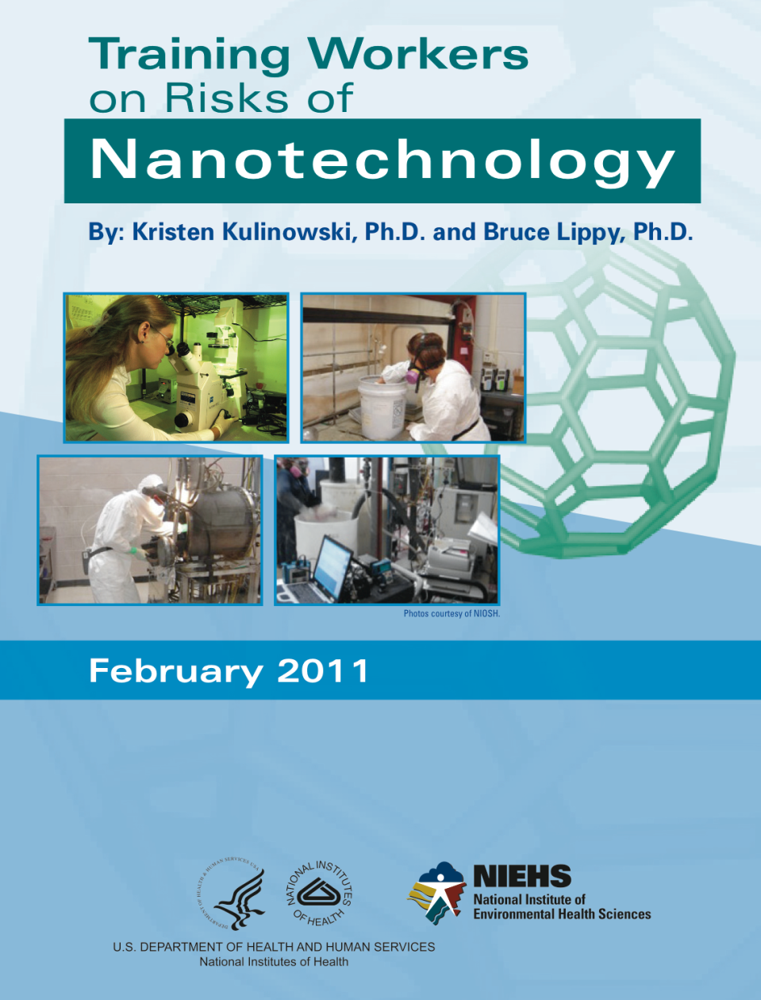 Training Workers
on Risks of
Nanotechnology
By: Kristen Kulinowski, Ph.D. and Bruce Lippy, Ph.D.
Photos courtesy of NIOSH.
February 2011
DEPARTMENT OF HEALTH & HUMAN SERVICES USA
NATIONAL INSTITUTES
OF HEALTH
NIEHS
National Institute of
Environmental Health Sciences
U.S. DEPARTMENT OF HEALTH AND HUMAN SERVICES
National Institutes of Health